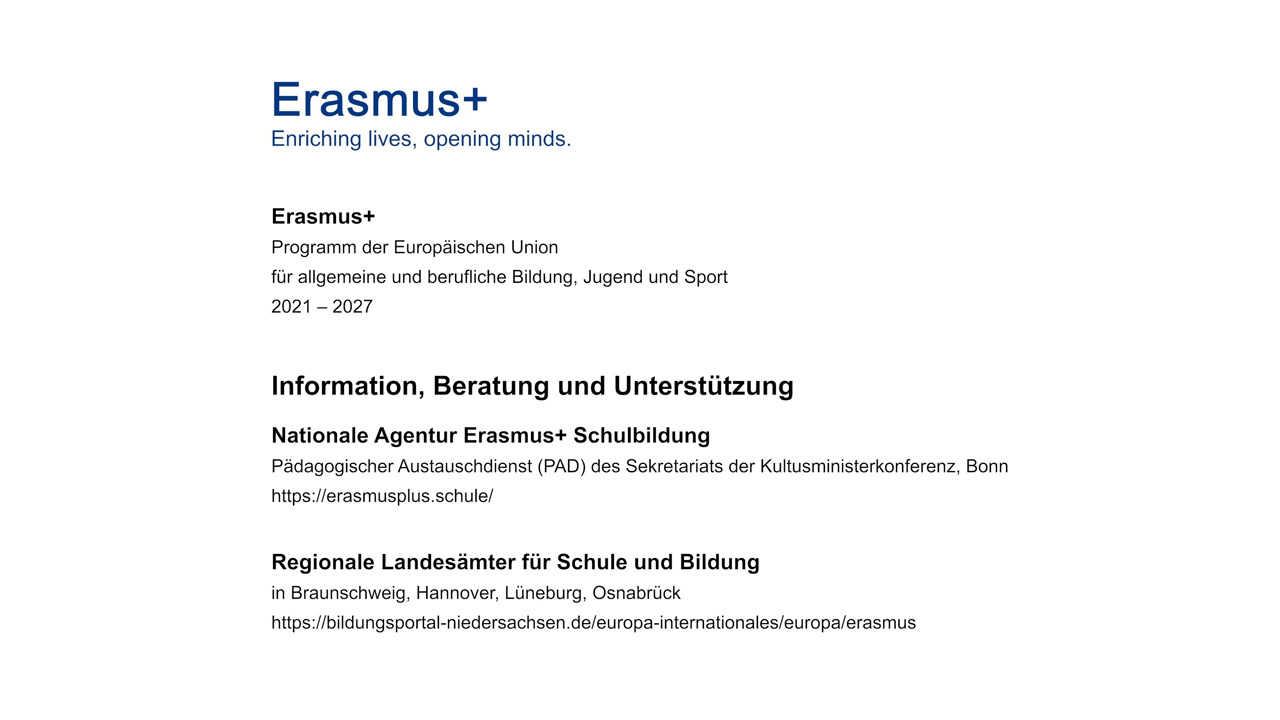 Erasmus+
Enriching lives, opening minds.
Erasmus+
Programm der Europäischen Union
für allgemeine und berufliche Bildung, Jugend und Sport
2021 – 2027
Information, Beratung und Unterstützung
Nationale Agentur Erasmus+ Schulbildung
Pädagogischer Austauschdienst (PAD) des Sekretariats der Kultusministerkonferenz, Bonn
https://erasmusplus.schule/
Regionale Landesämter für Schule und Bildung
in Braunschweig, Hannover, Lüneburg, Osnabrück
https://bildungsportal-niedersachsen.de/europa-internationales/europa/erasmus